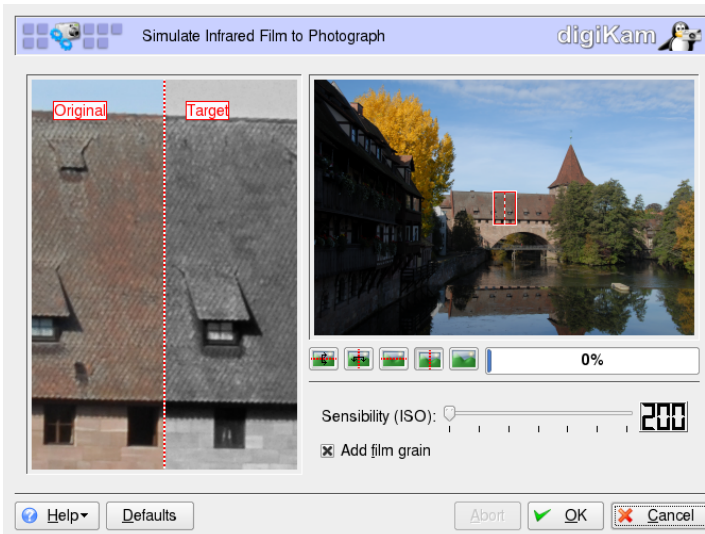 Simulate Infrared Film to Photograph
digiKam
Original
Target
0%
Sensibility (ISO):
200
Add film grain
Help
Defaults
Abort
OK
Cancel